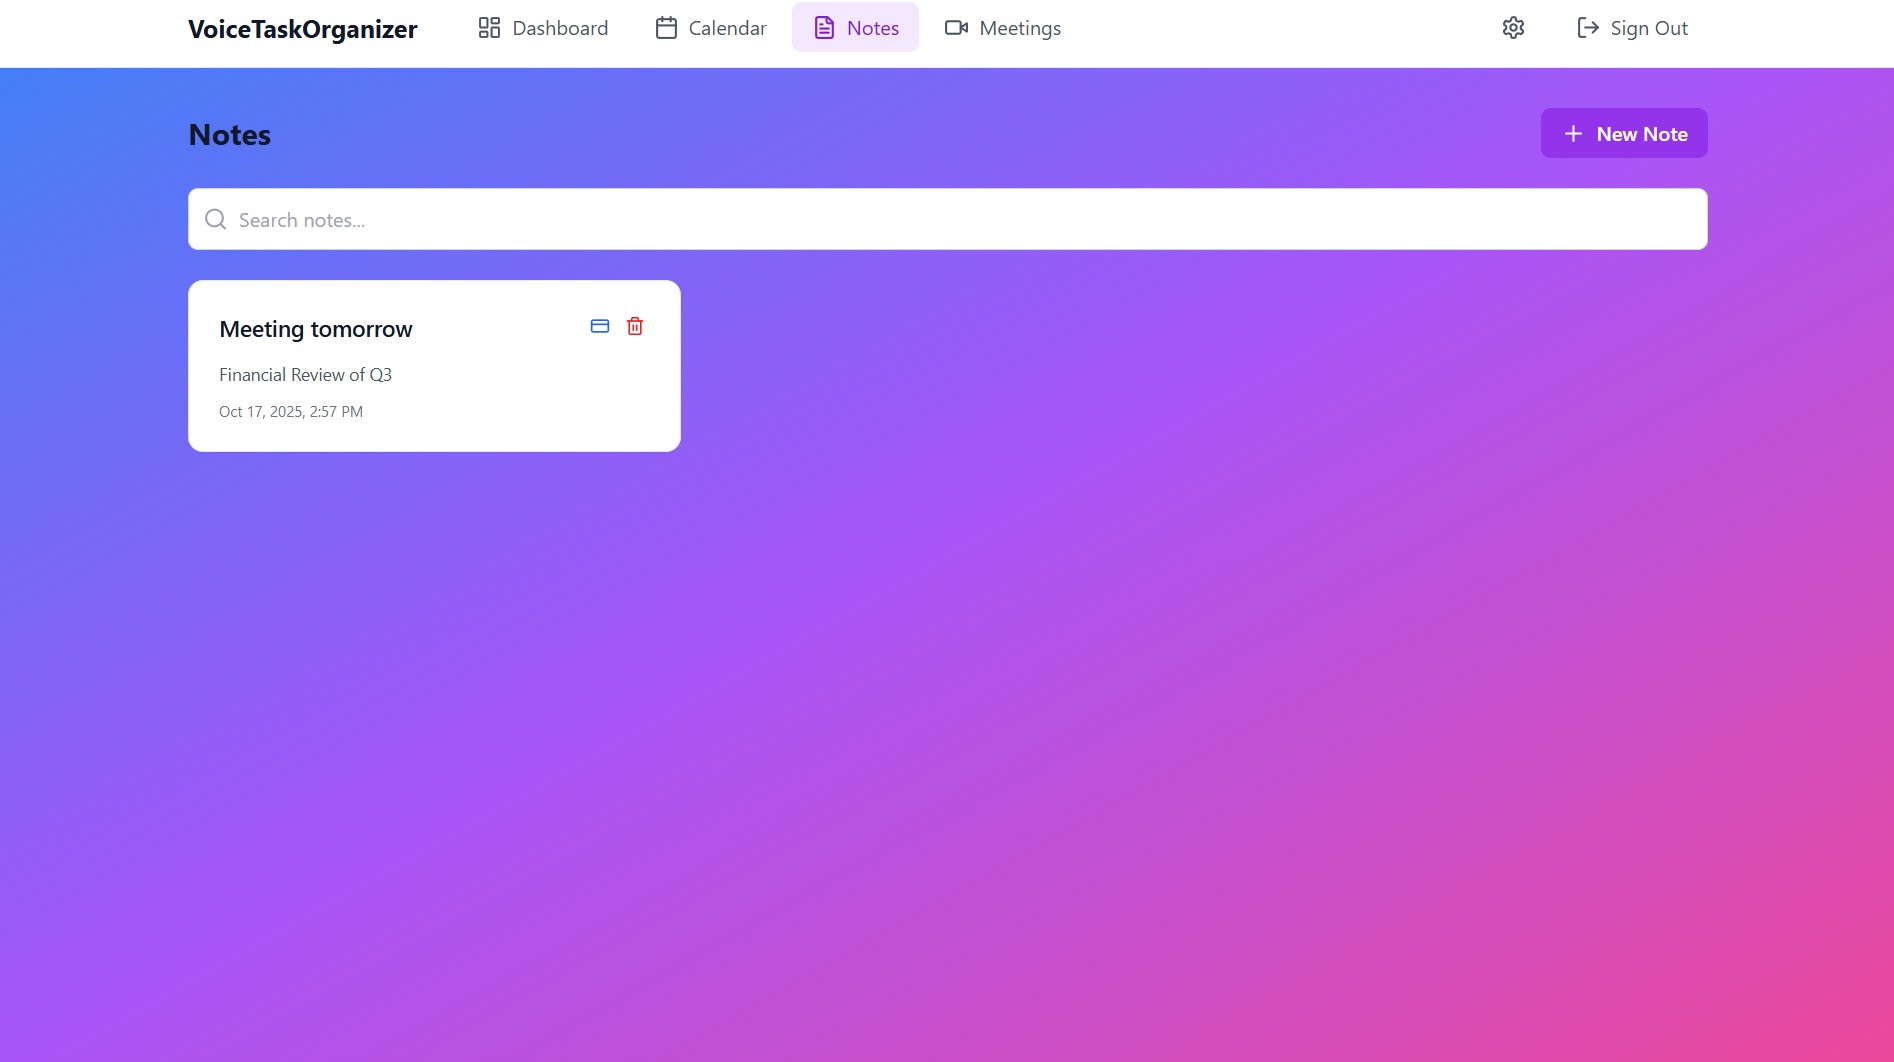 VoiceTaskOrganizer Dashboard Calendar Notes Meetings Sign Out
Notes
New Note
Search notes...
Meeting tomorrow
Financial Review of Q3
Oct 17, 2025, 2:57 PM